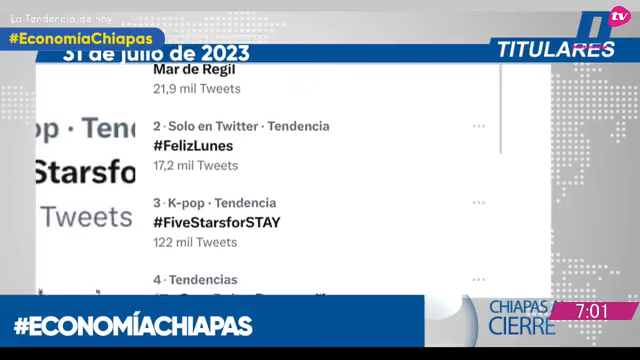 La Tendencia de hoy
#EconomíaChiapas
tv
TITULARES
31 de julio de 2023
Mar de Regil
21,9 mil Tweets
op · Tend
Starsfo
Tweets
2 · Solo en Twitter · Tendencia
#FelizLunes
17,2 mil Tweets
3 · K-pop · Tendencia
#FiveStarsforSTAY
122 mil Tweets
4 · Tendencias
#ECONOMÍACHIAPAS
CHIAPAS A
CIERRE
7:01